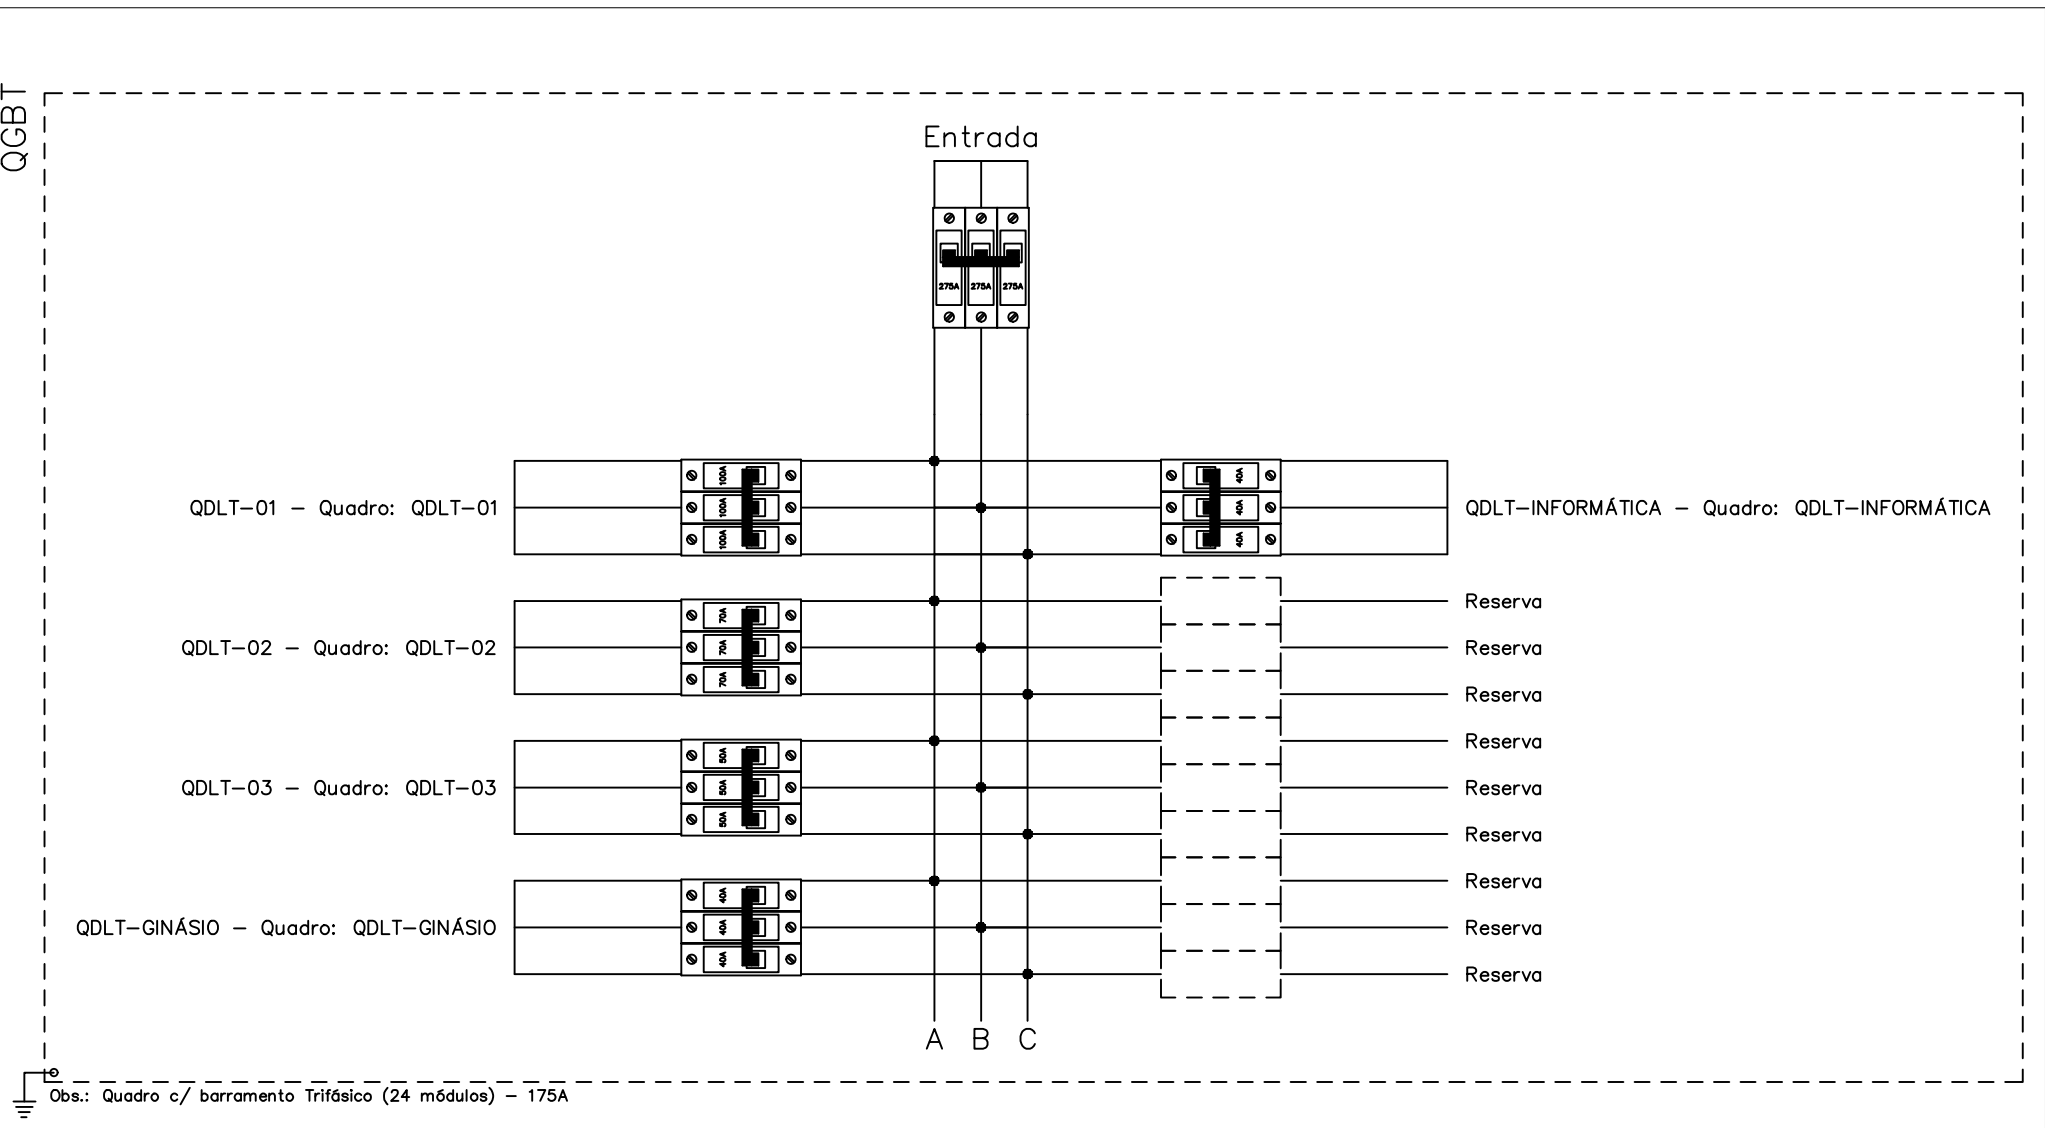 QGBT
Entrada
275A 275A 275A
QDLT-01 - Quadro: QDLT-01
100A
100A
100A
40A
40A
40A
QDLT-INFORMÁTICA - Quadro: QDLT-INFORMÁTICA
QDLT-02 - Quadro: QDLT-02
70A
70A
70A
Reserva
Reserva
Reserva
QDLT-03 - Quadro: QDLT-03
50A
50A
50A
Reserva
Reserva
Reserva
QDLT-GINÁSIO - Quadro: QDLT-GINÁSIO
40A
40A
40A
Reserva
Reserva
Reserva
A B C
Obs.: Quadro c/ barramento Trifásico (24 módulos) - 175A